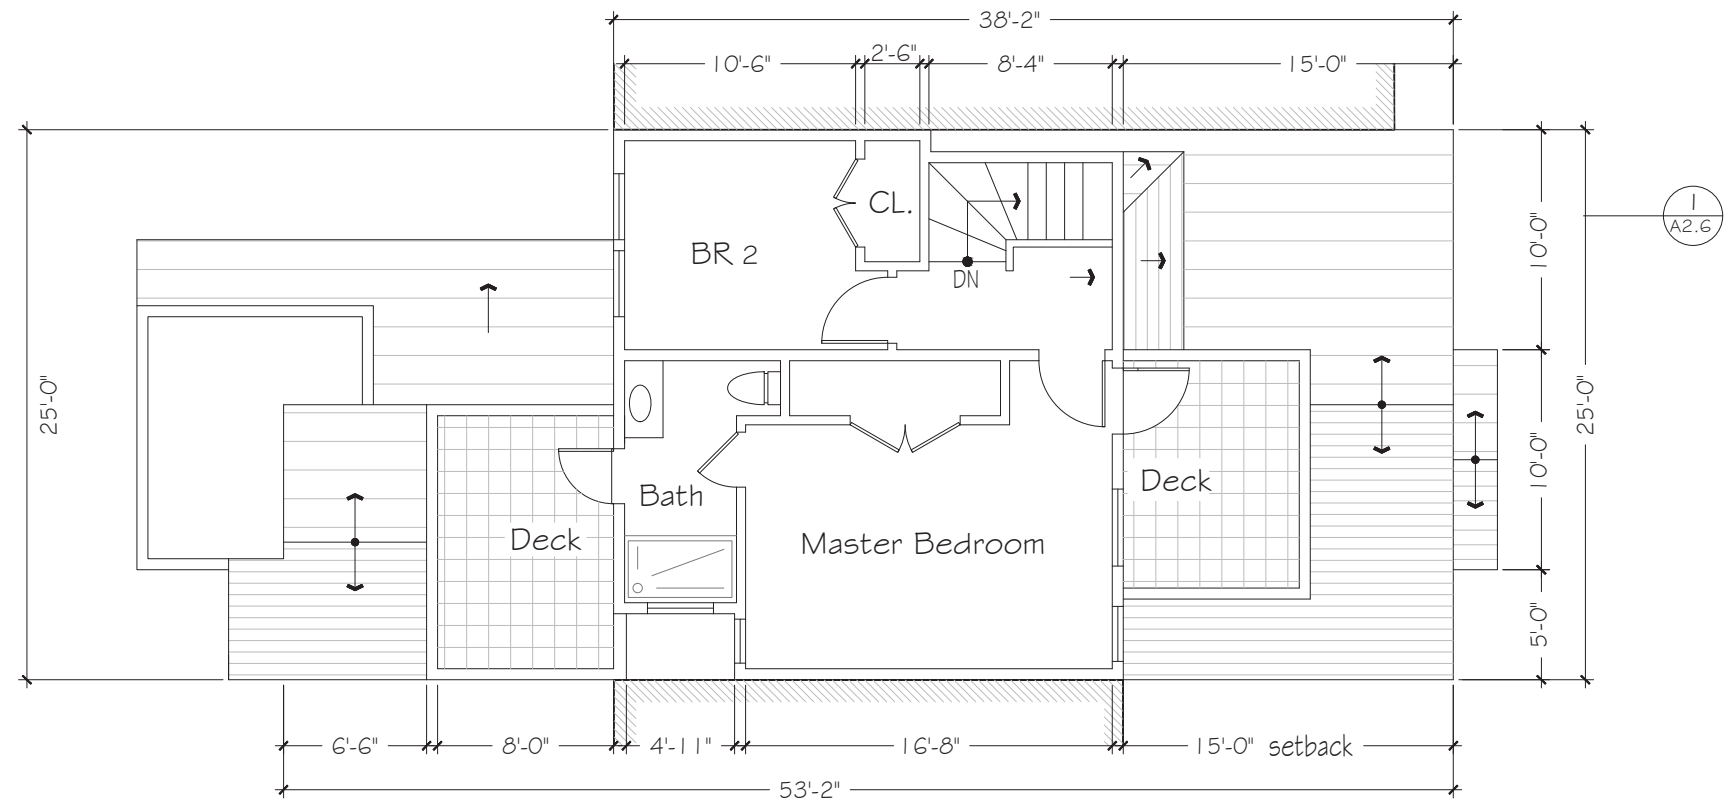 38'-2"
10'-6"
2'-6"
8'-4"
15'-0"
CL.
1
A2.6
10'-0"
BR 2
DN
25'-0"
25'-0"
10'-0"
Deck
Bath
Deck
Master Bedroom
5'-0"
6'-6"
8'-0"
4'-11"
16'-8"
15'-0" setback
53'-2"